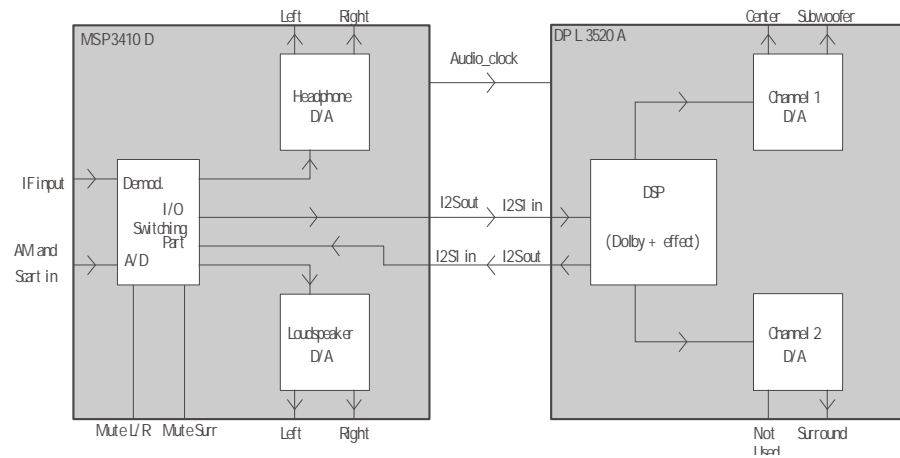 Left Right
Center Subwoofer
MSP3410 D
DPL 3520 A
Audio_clock
Headphone
D/A
Channel 1
D/A
IF input
Demod.
I/O
Switching
Part
A/D
AM and
Scart in
I2Sout
I2S1 in
I2S1 in
I2Sout
DSP
(Dolby + effect)
Loudspeaker
D/A
Channel 2
D/A
Mute L/R
Mute Surr
Left
Right
Not
Used
Surround